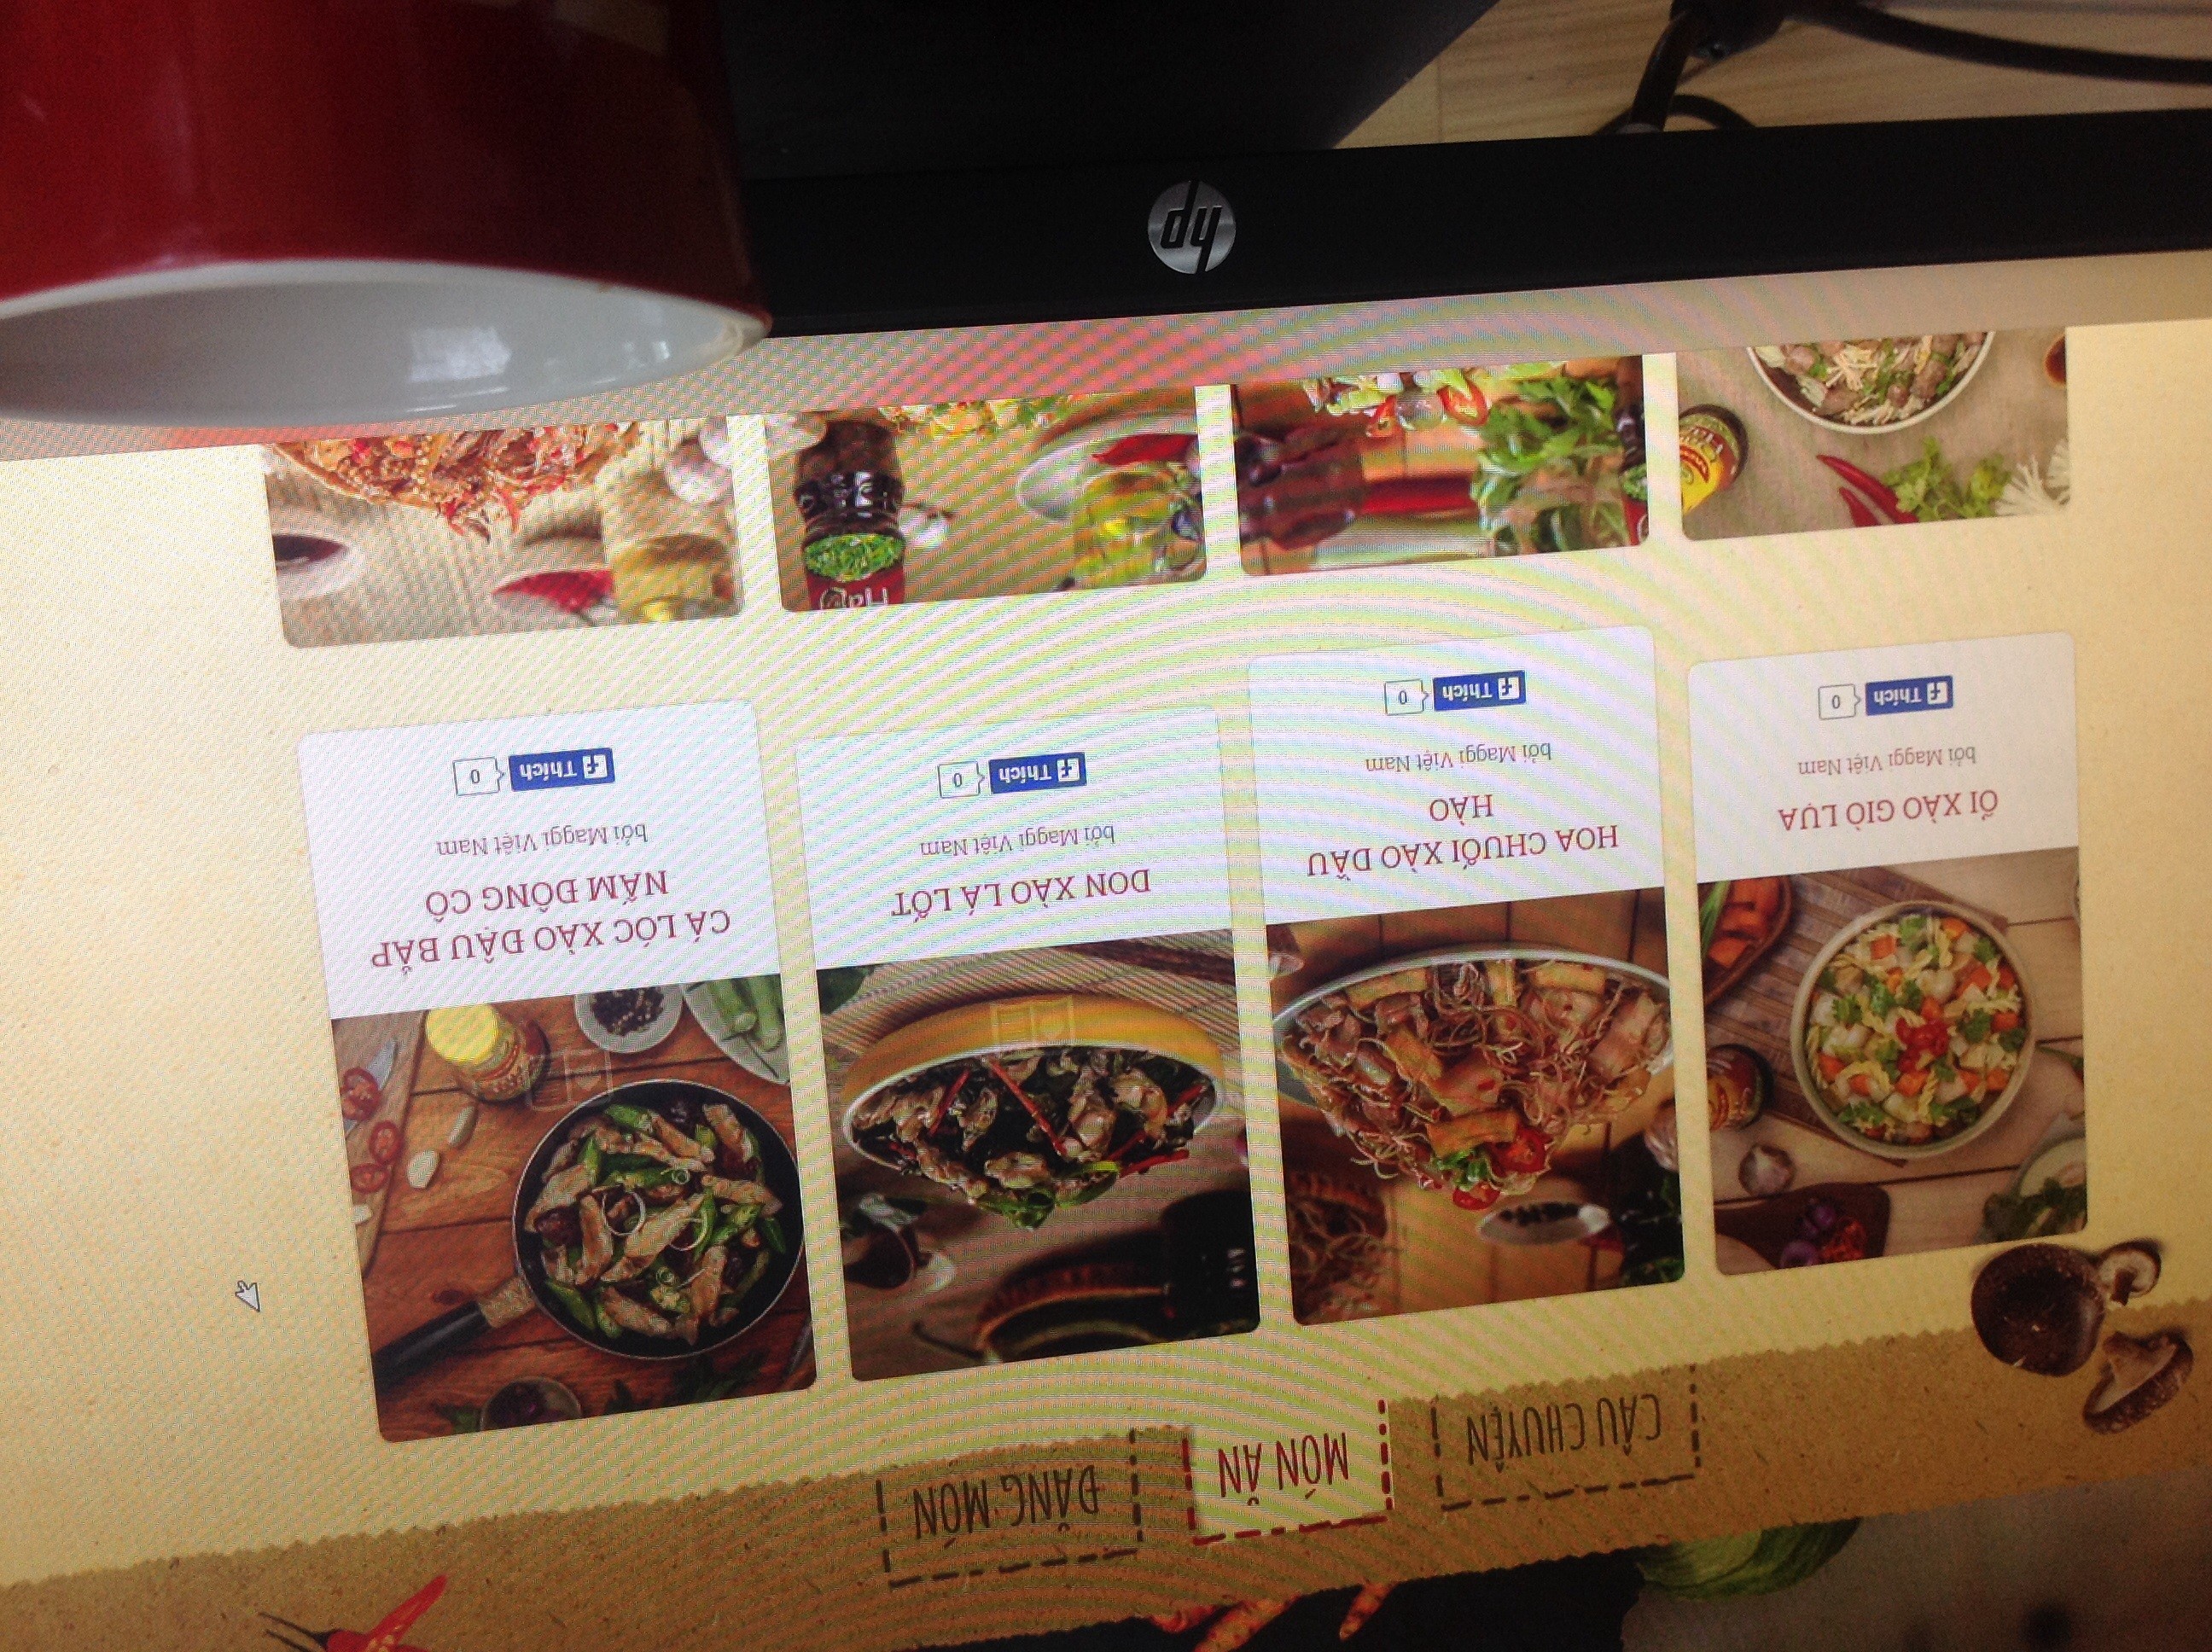 CÂU CHUYỆN
MÓN ĂN
ĐĂNG MÓN
ỔI XÀO GIÒ LỤA
bởi Maggi Việt Nam
Thích 0
HOA CHUỐI XÀO DẦU
HÀO
bởi Maggi Việt Nam
Thích 0
DON XÀO LÁ LỐT
bởi Maggi Việt Nam
Thích 0
CÁ LÓC XÀO ĐẬU BẮP
NẤM ĐÔNG CÔ
bởi Maggi Việt Nam
Thích 0
hp